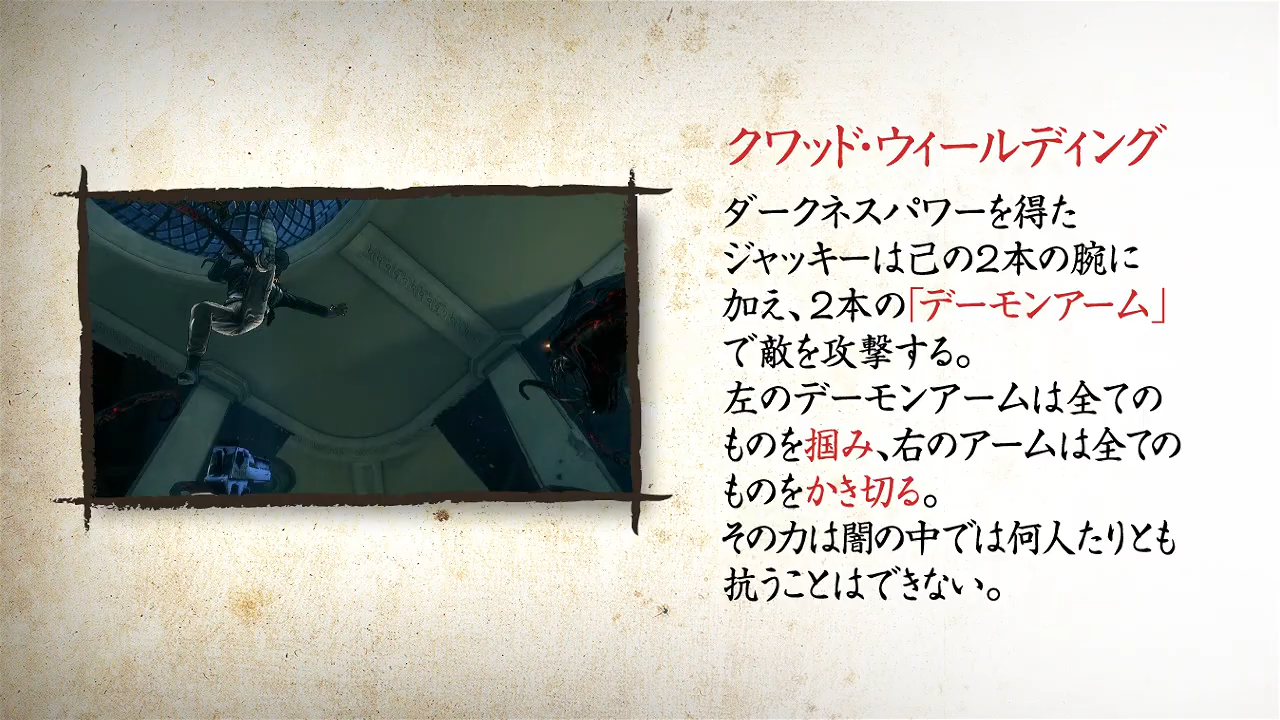 クワッド・ウィールディング
ダークネスパワーを得た
ジャッキーは己の2本の腕に
加え、2本の「デーモンアーム」
で敵を攻撃する。
左のデーモンアームは全ての
ものを掴み、右のアームは全ての
ものをかき切る。
その力は闇の中では何人たりとも
抗うことはできない。